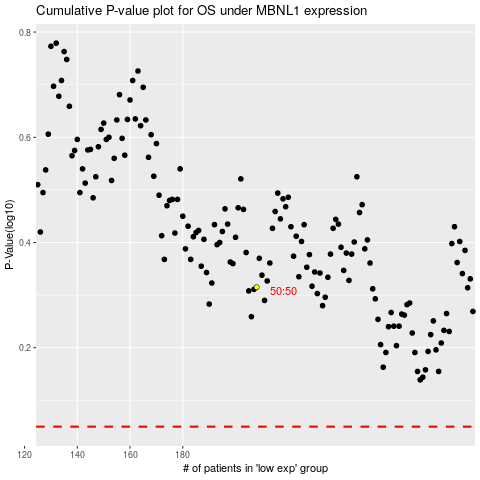 Cumulative P-value plot for OS under MBNL1 expression
P-Value(log10)
0.8
0.6
0.4
0.2
50:50
120 140 160 180
# of patients in 'low exp' group